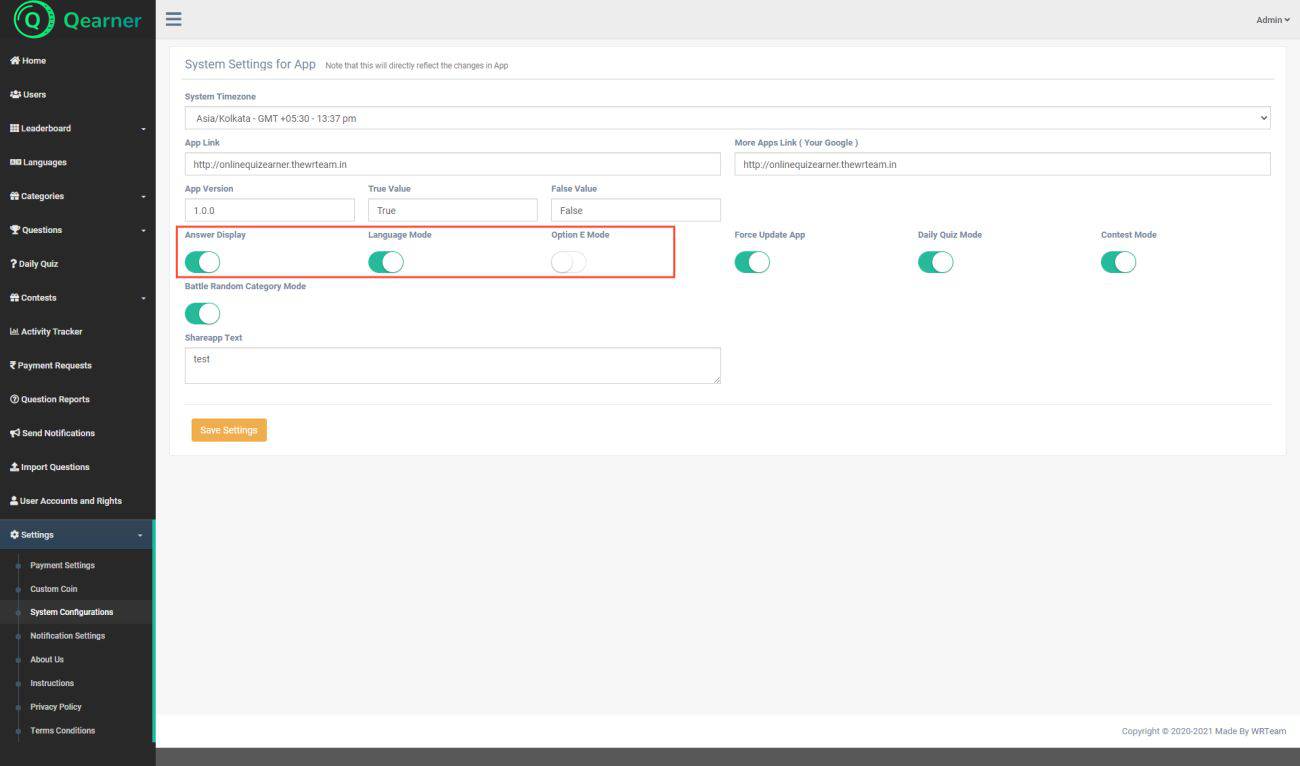 Q Qearner
Admin
Home
Users
Leaderboard
Languages
Categories
Questions
? Daily Quiz
Contests
Activity Tracker
₹ Payment Requests
Question Reports
Send Notifications
Import Questions
User Accounts and Rights
Settings
Payment Settings
Custom Coin
System Configurations
Notification Settings
About Us
Instructions
Privacy Policy
Terms Conditions
System Settings for App Note that this will directly reflect the changes in App
System Timezone
Asia/Kolkata - GMT +05:30 - 13:37 pm
App Link More Apps Link ( Your Google )
http://onlinequizearner.thewrteam.in http://onlinequizearner.thewrteam.in
App Version True Value False Value
1.0.0 True False
Answer Display Language Mode Option E Mode Force Update App Daily Quiz Mode Contest Mode
Battle Random Category Mode
Shareapp Text
test
Save Settings
Copyright © 2020-2021 Made By WRTeam